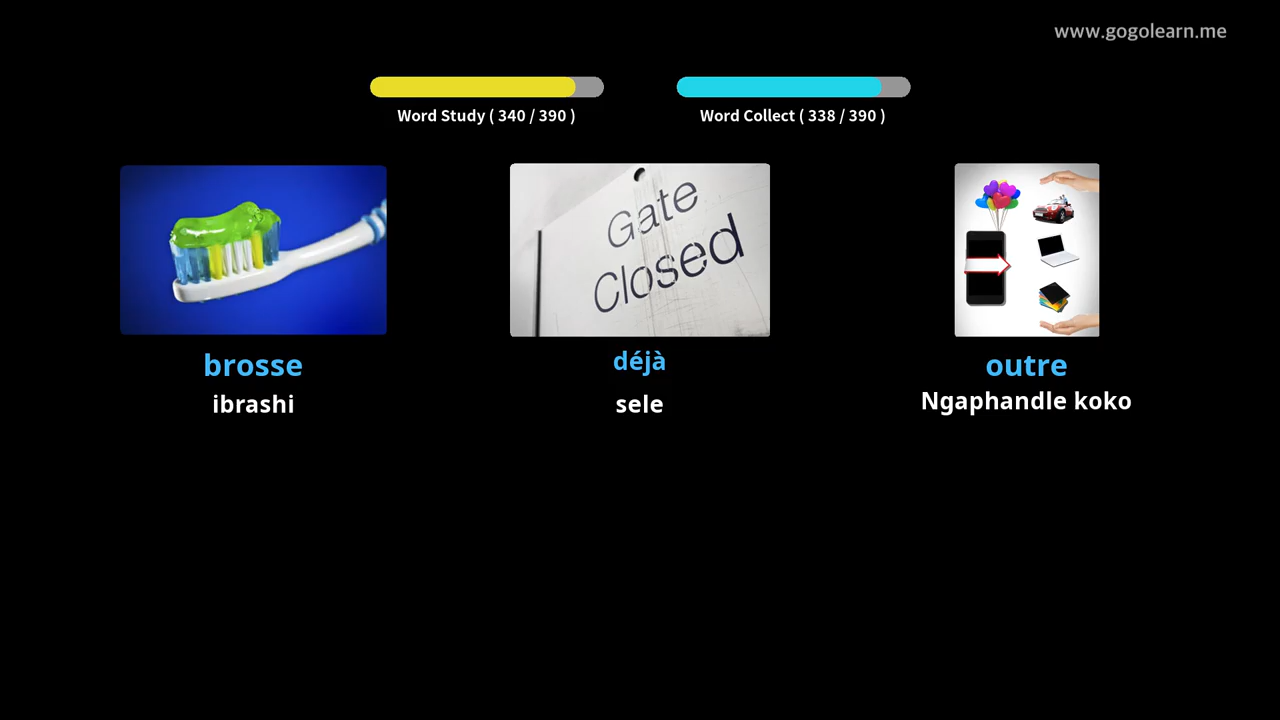 www.gogolearn.me
Word Study ( 340 / 390 )
Word Collect ( 338 / 390 )
Gate
Closed
brosse
déjà
outre
ibrashi
sele
Ngaphandle koko